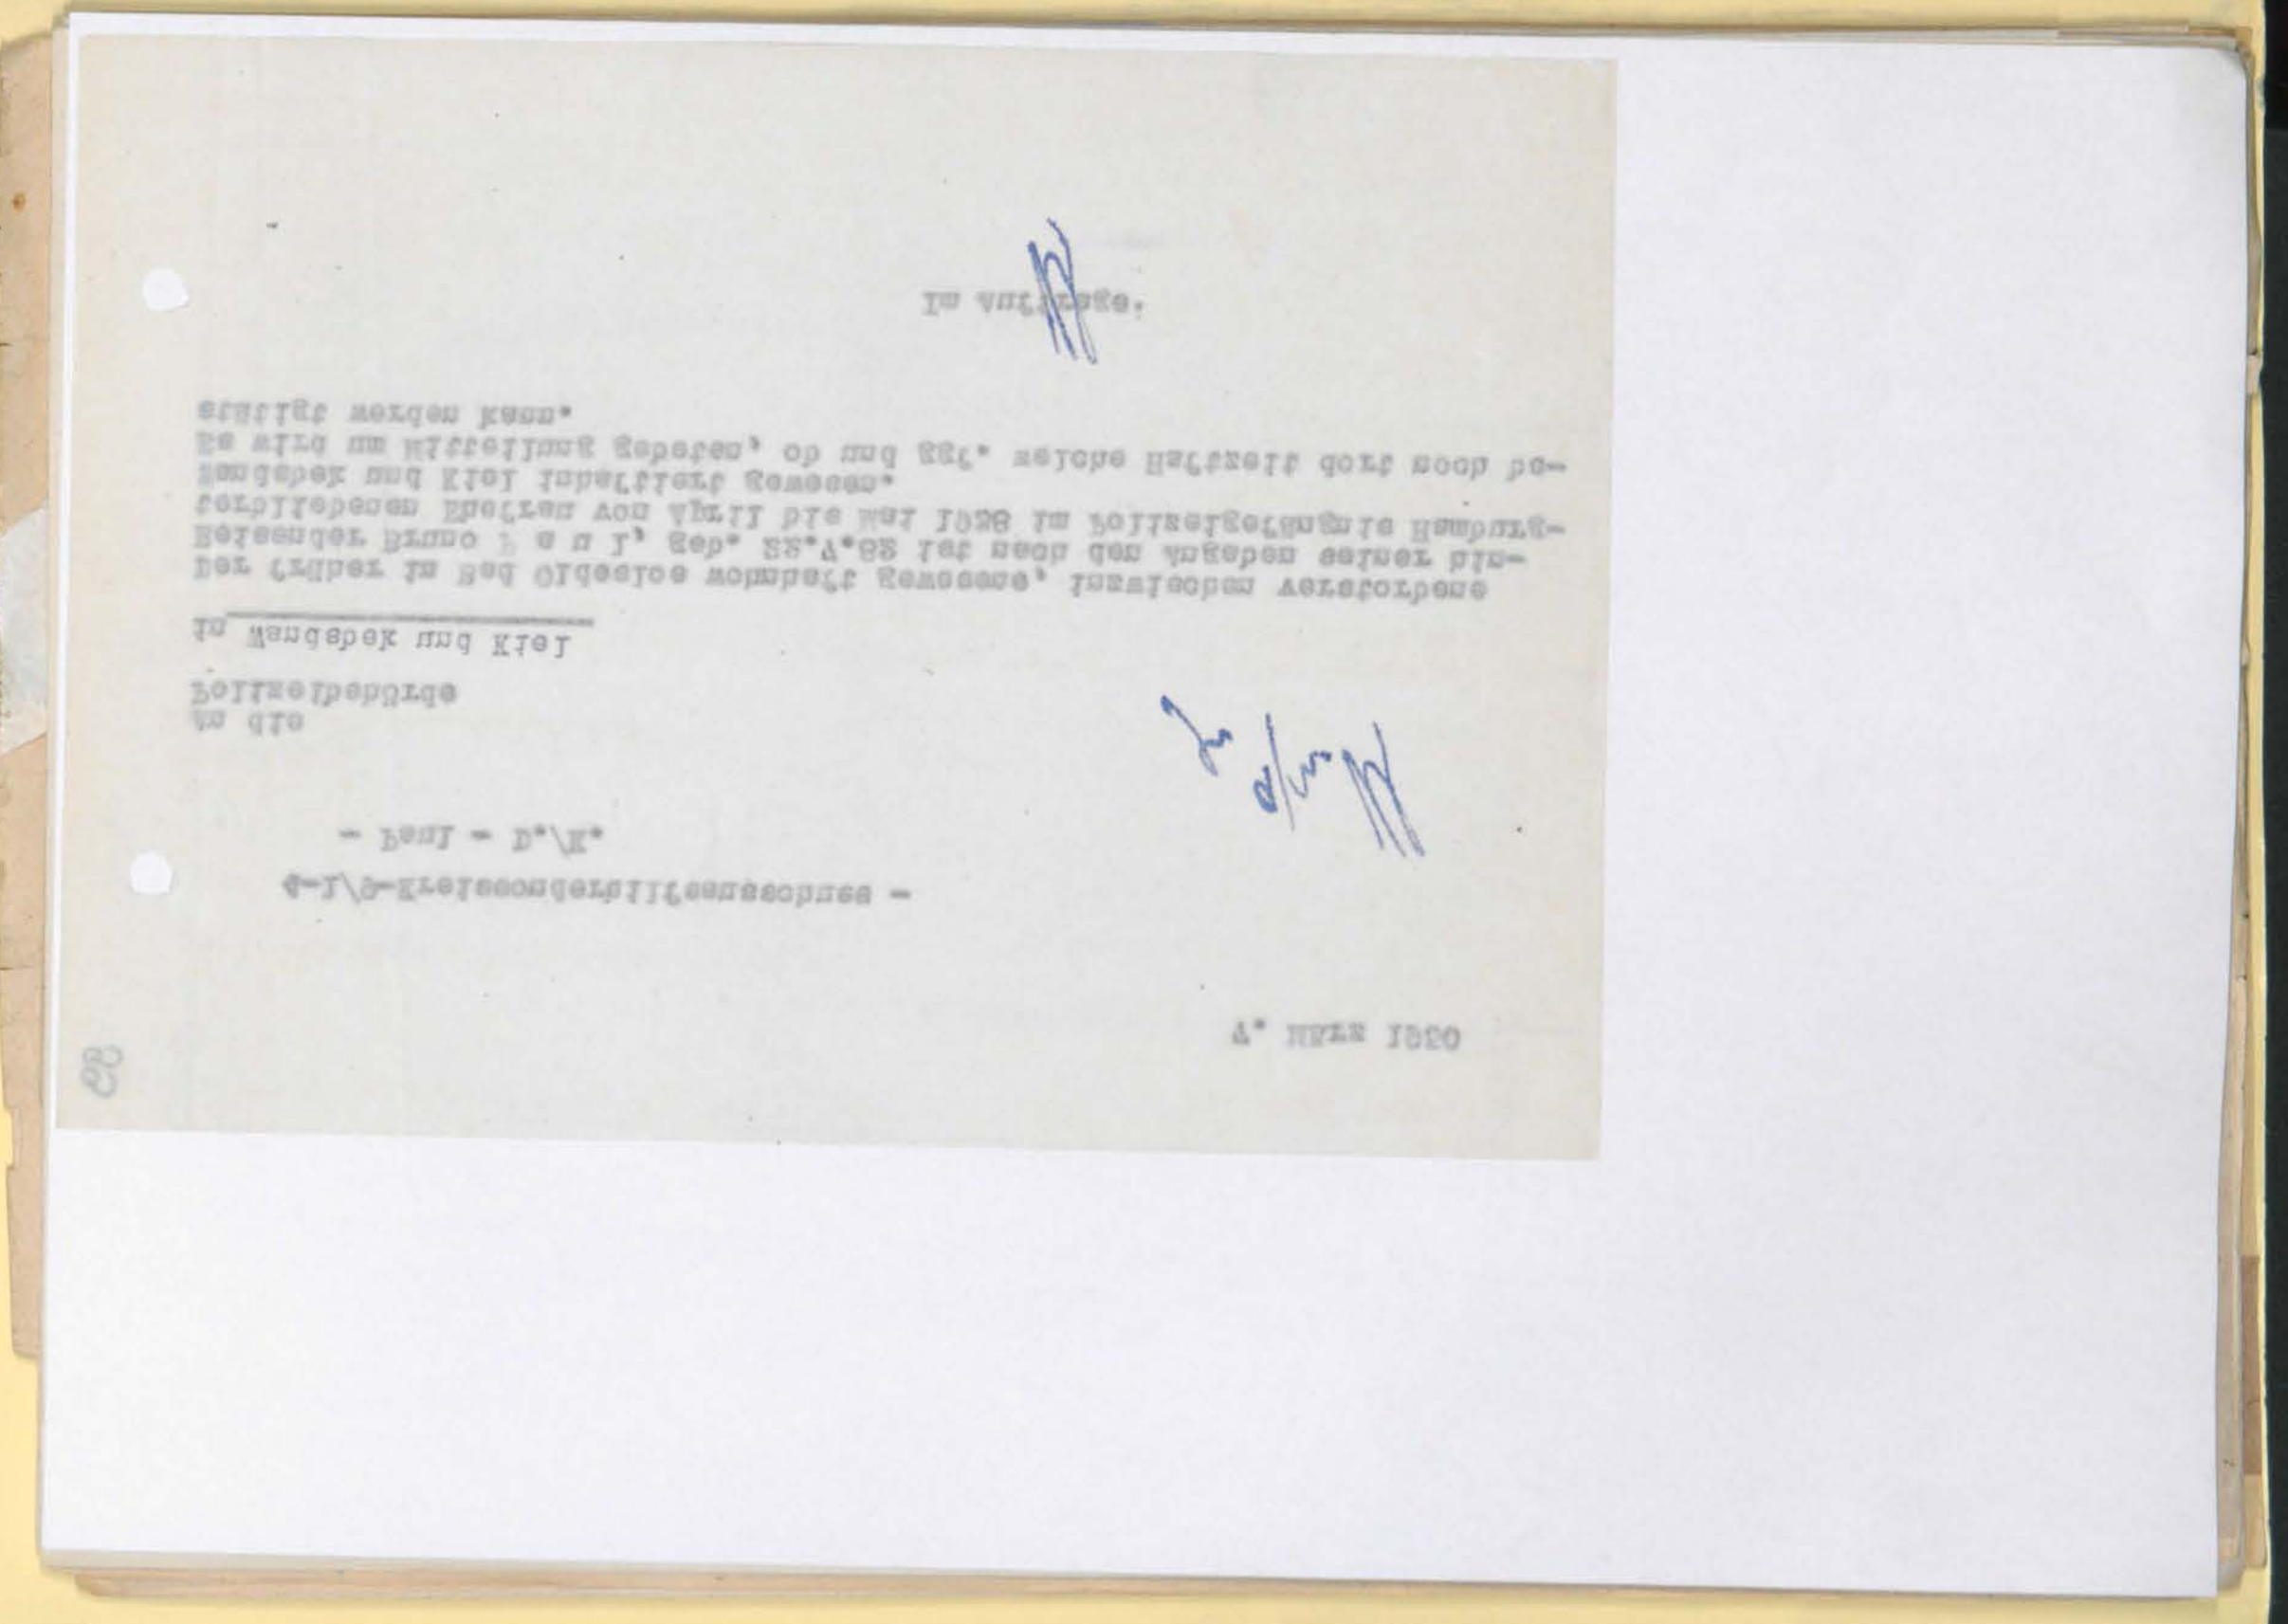 7. März 1950
4-1/9-Kreissonderhilfsausschuss -
- Paul - D./K.
An die
Polizeibehörde
in Wandsbek und Kiel
Der früher in Bad Oldesloe wohnhaft gewesene, inzwischen verstorbene
Reisender Bruno P a u l, geb. 22.7.82 ist nach den Angaben seiner hin-
terbliebenen Ehefrau von April bis Mai 1938 im Polizeigefängnis Hamburg-
Wandsbek und Kiel inhaftiert gewesen.
Es wird um Mitteilung gebeten, ob und ggf. welche Haftzeit dort noch be-
stätigt werden kann.
Im Auftrage: